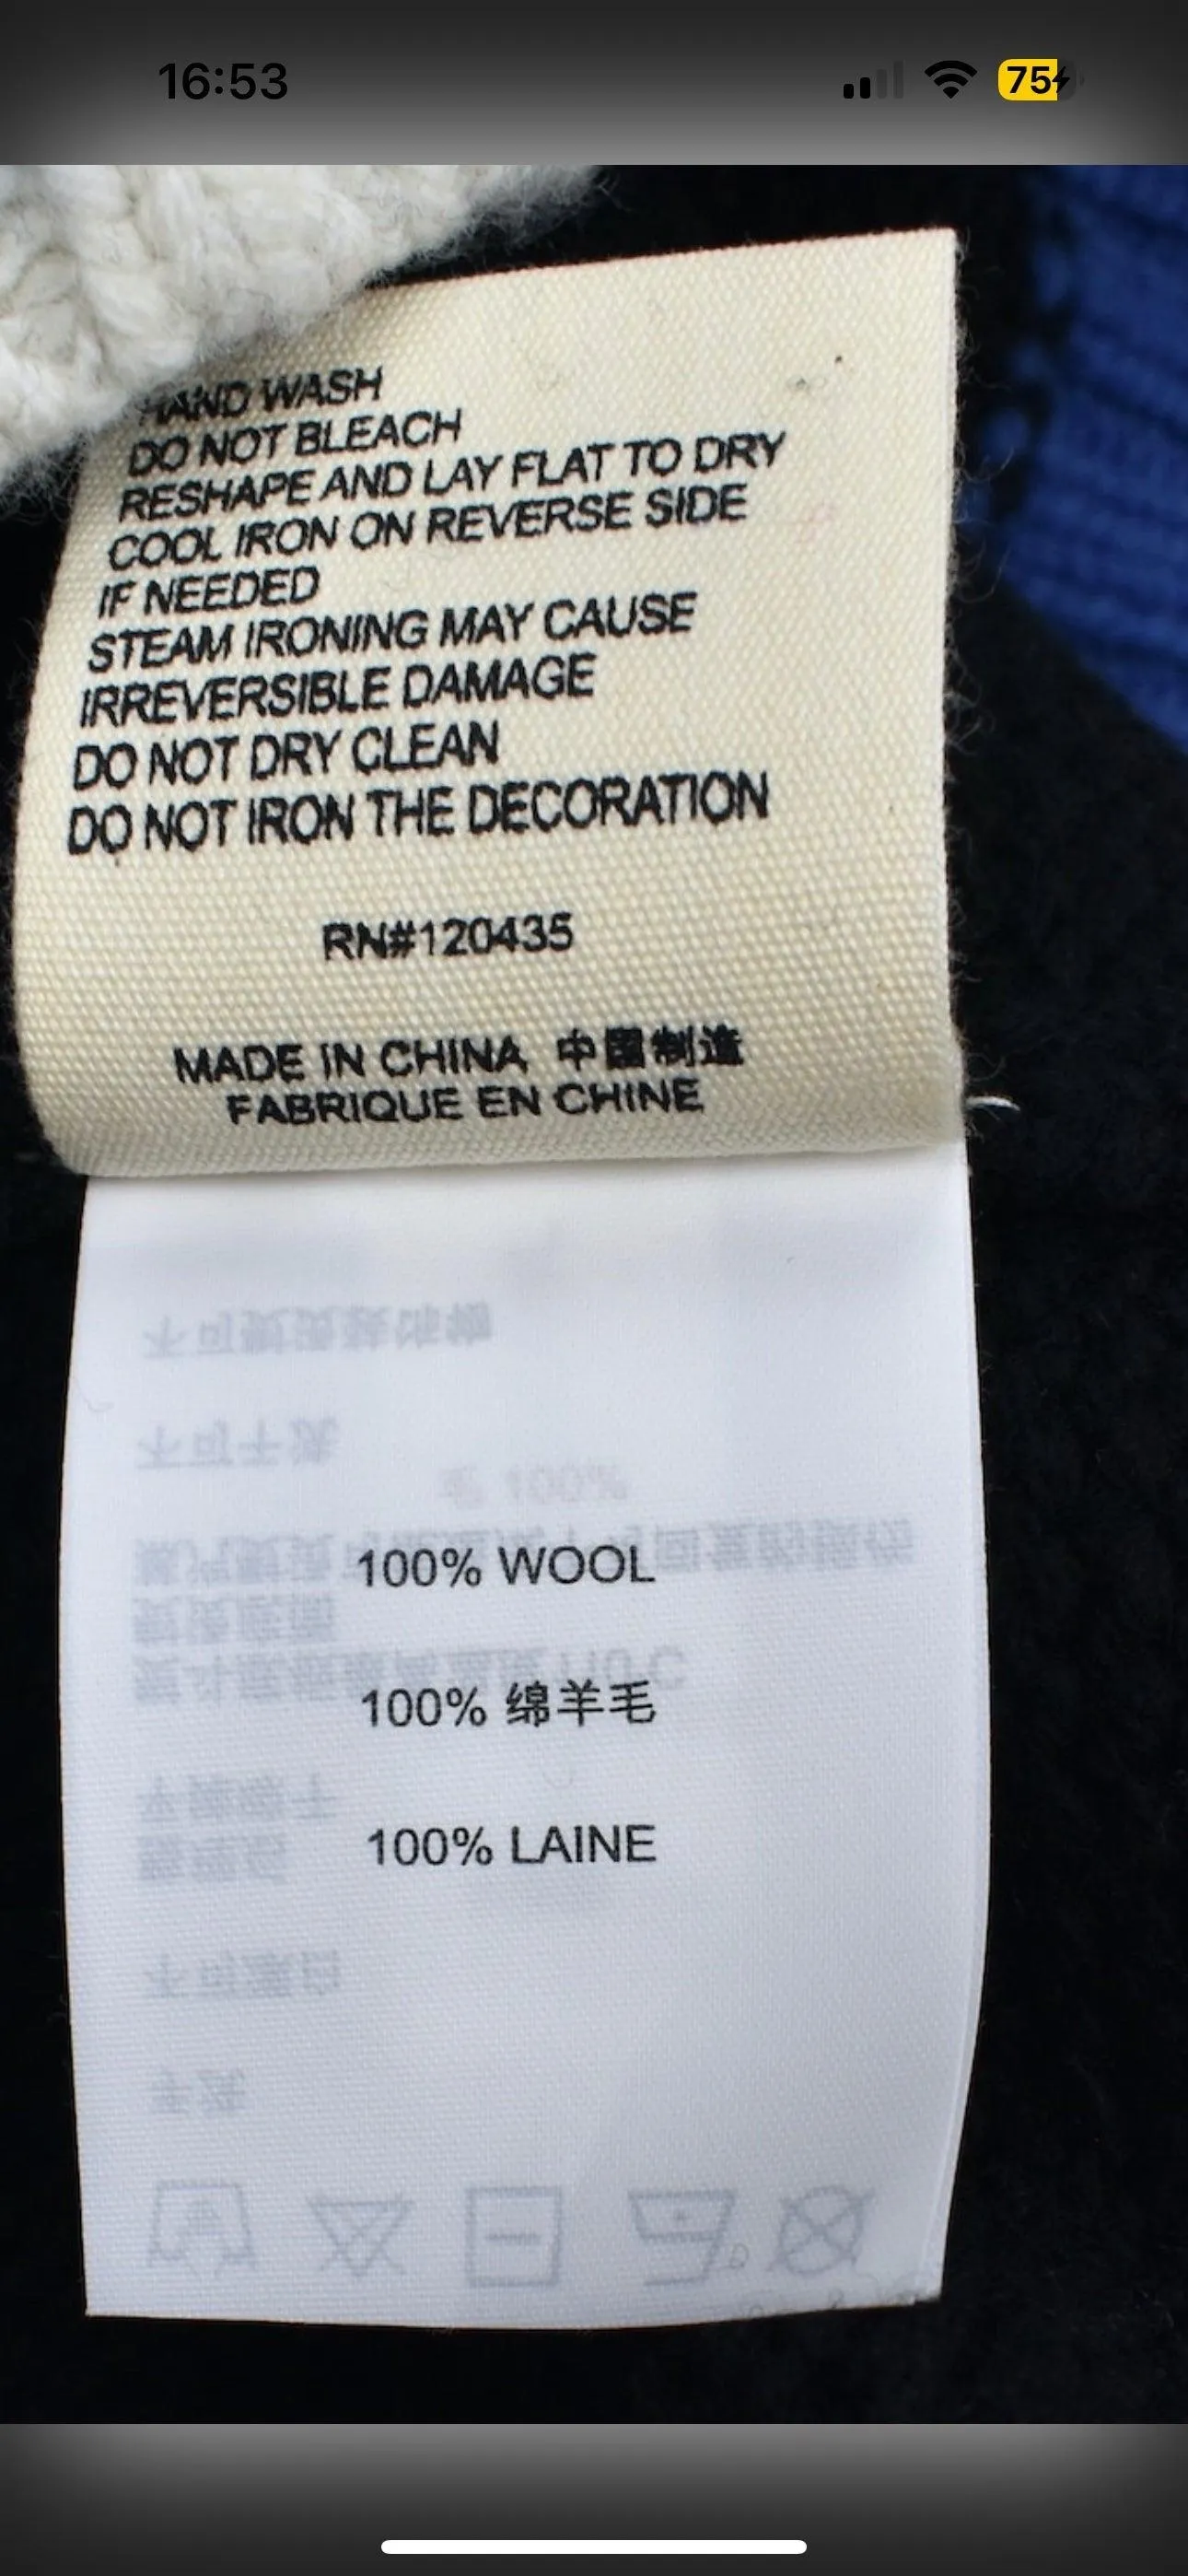 16:53
75
HAND WASH
DO NOT BLEACH
RESHAPE AND LAY FLAT TO DRY
COOL IRON ON REVERSE SIDE
IF NEEDED
STEAM IRONING MAY CAUSE
IRREVERSIBLE DAMAGE
DO NOT DRY CLEAN
DO NOT IRON THE DECORATION
RN#120435
MADE IN CHINA 中国制造
FABRIQUE EN CHINE
100% WOOL
100% 绵羊毛
100% LAINE